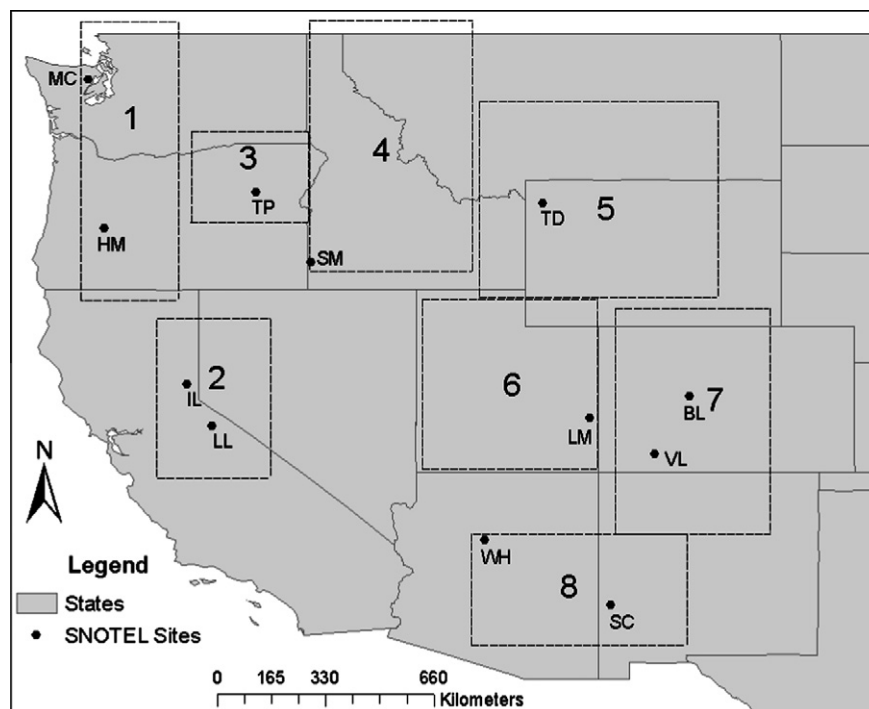 MC
1
3
4
TP
TD
5
HM
SM
2
IL
LL
6
7
BL
LM
VL
N
WH
8
SC
Legend
States
SNOTEL Sites
0 165 330 660
Kilometers